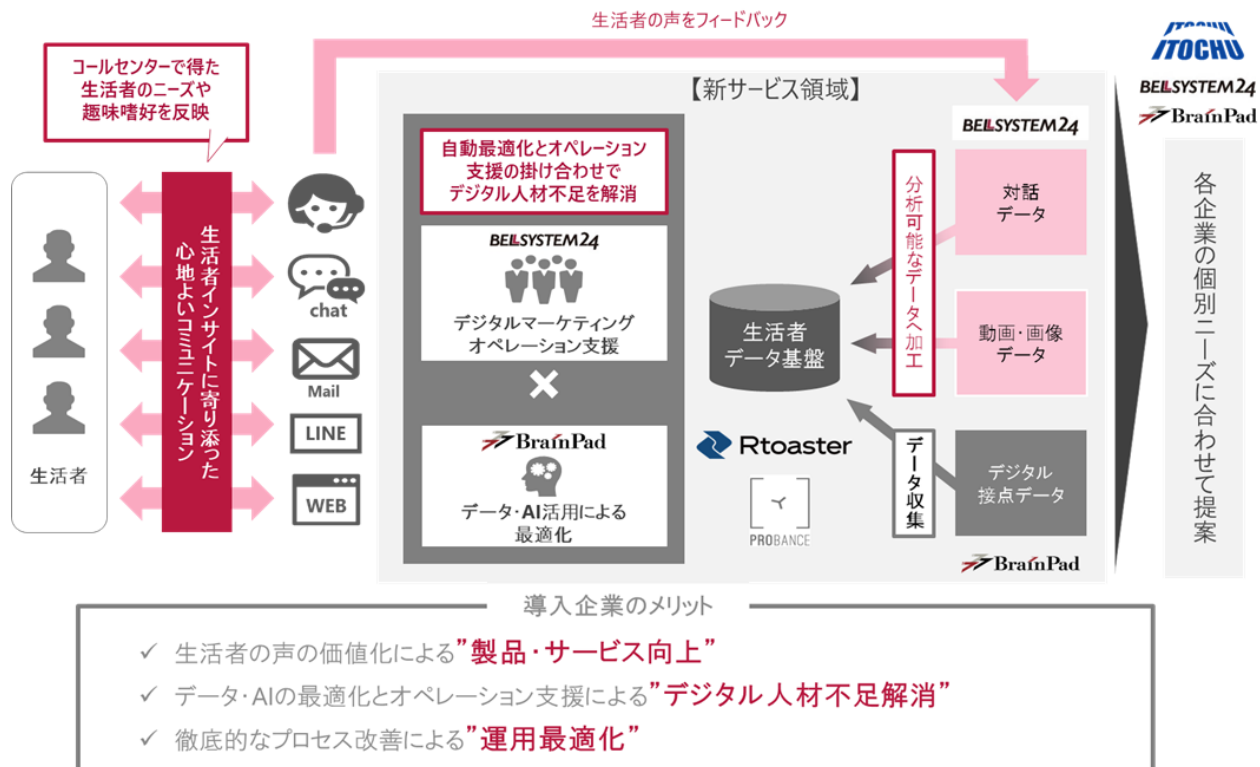 生活者の声をフィードバック
コールセンターで得た
生活者のニーズや
趣味嗜好を反映
生活者
生活者インサイトに寄り添った
心地よいコミュニケーション
chat
Mail
LINE
WEB
【新サービス領域】
自動最適化とオペレーション
支援の掛け合わせで
デジタル人材不足を解消
BELLSYSTEM24
デジタルマーケティング
オペレーション支援
×
BrainPad
データ・AI活用による
最適化
生活者
データ基盤
Rtoaster
PROBANCE
分析可能なデータへ加工
データ収集
BELLSYSTEM24
対話
データ
動画・画像
データ
デジタル
接点データ
BrainPad
ITOCHU
ITOCHU
BELLSYSTEM24
BrainPad
各企業の個別ニーズに合わせて提案
導入企業のメリット
✓ 生活者の声の価値化による”製品・サービス向上”
✓ データ・AIの最適化とオペレーション支援による”デジタル人材不足解消”
✓ 徹底的なプロセス改善による”運用最適化”